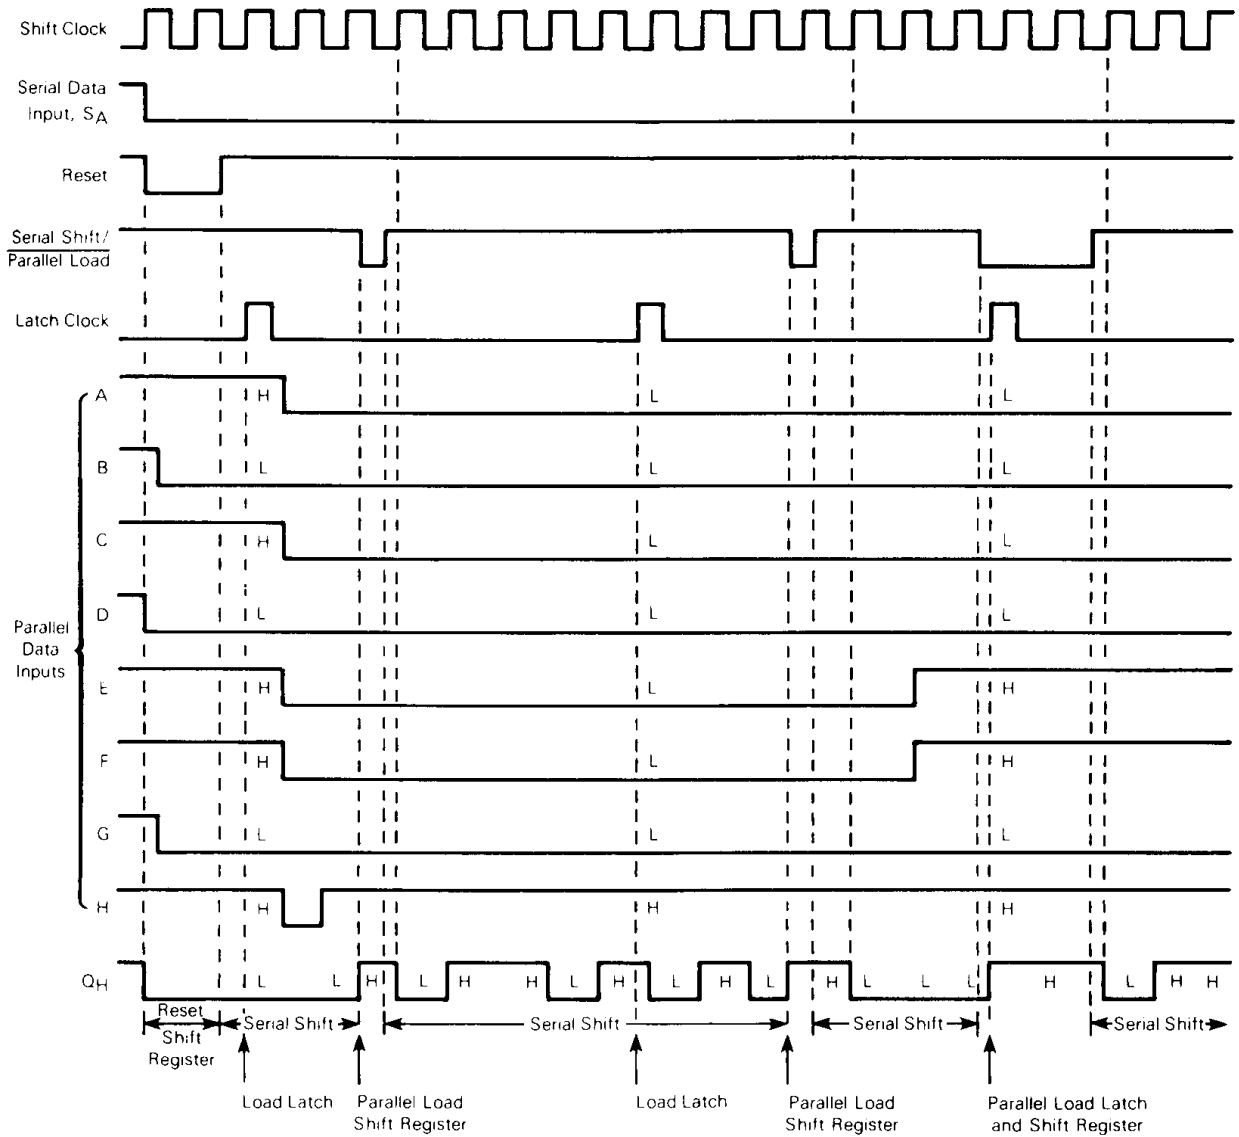 Shift Clock
Serial Data
Input, SA
Reset
Serial Shift/
Parallel Load
Latch Clock
A H L L
B L L L
C H L L
D L L L
Parallel
Data
Inputs
E H L H
F H L H
G L L L
H H H H
QH L L H L H H L H L H L H L L L H L H H
Reset
Shift
Register
Serial Shift
Serial Shift
Serial Shift
Serial Shift
Load Latch
Parallel Load
Shift Register
Load Latch
Parallel Load
Shift Register
Parallel Load Latch
and Shift Register